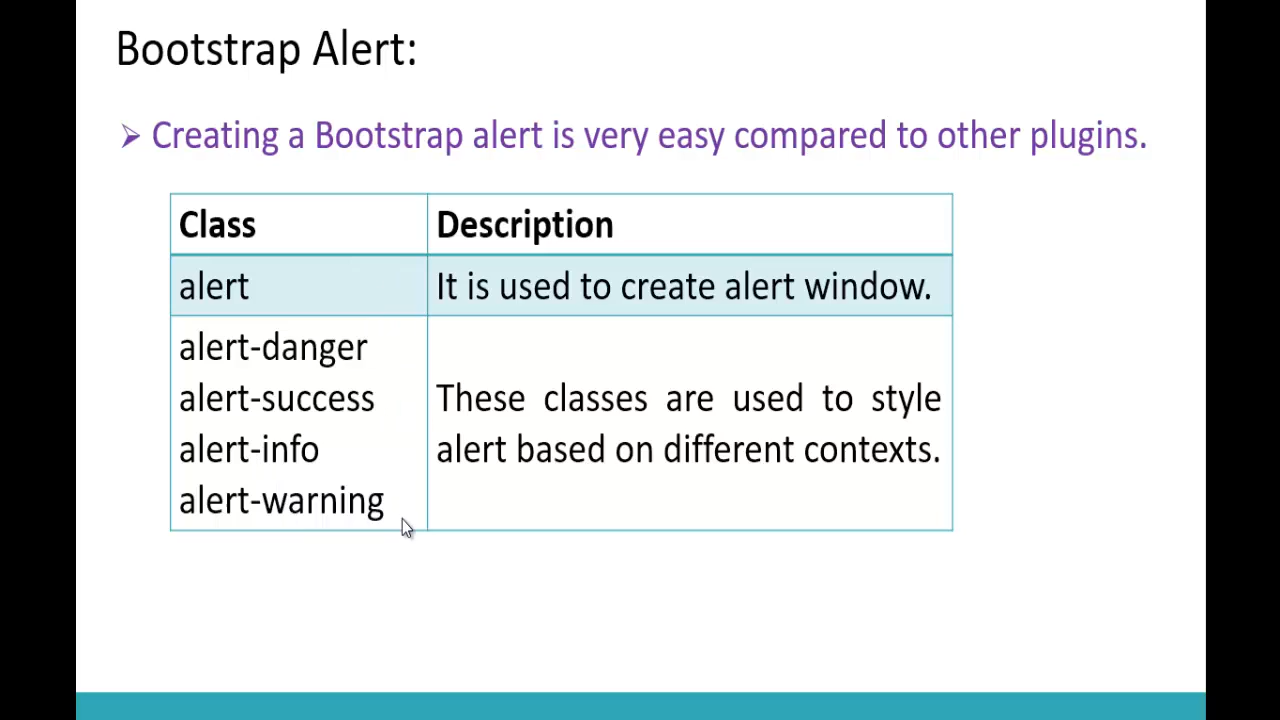 Bootstrap Alert:
Creating a Bootstrap alert is very easy compared to other plugins.
Class Description
alert It is used to create alert window.
alert-danger
alert-success
alert-info
alert-warning
These classes are used to style
alert based on different contexts.